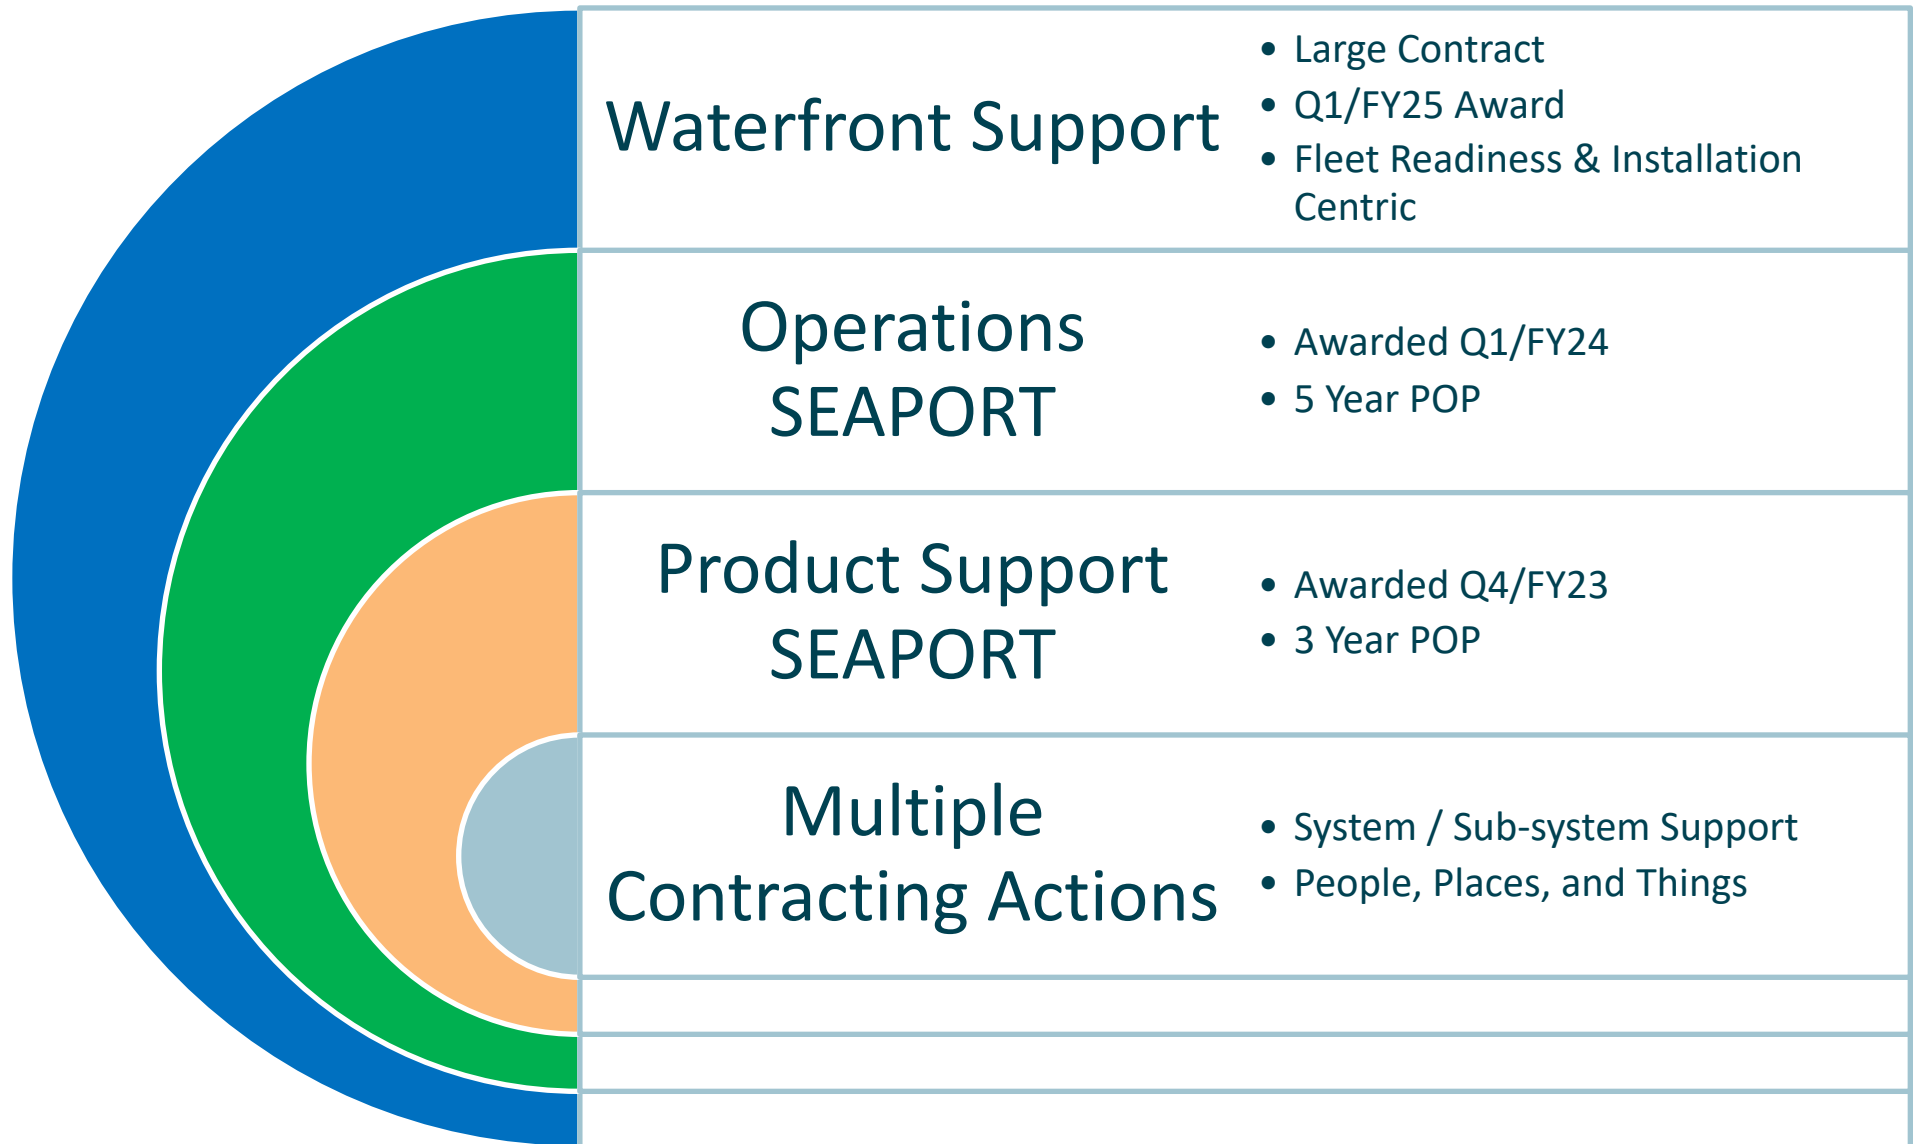 Waterfront Support
• Large Contract
• Q1/FY25 Award
• Fleet Readiness & Installation
Centric
Operations
SEAPORT
• Awarded Q1/FY24
• 5 Year POP
Product Support
SEAPORT
• Awarded Q4/FY23
• 3 Year POP
Multiple
Contracting Actions
• System / Sub-system Support
• People, Places, and Things